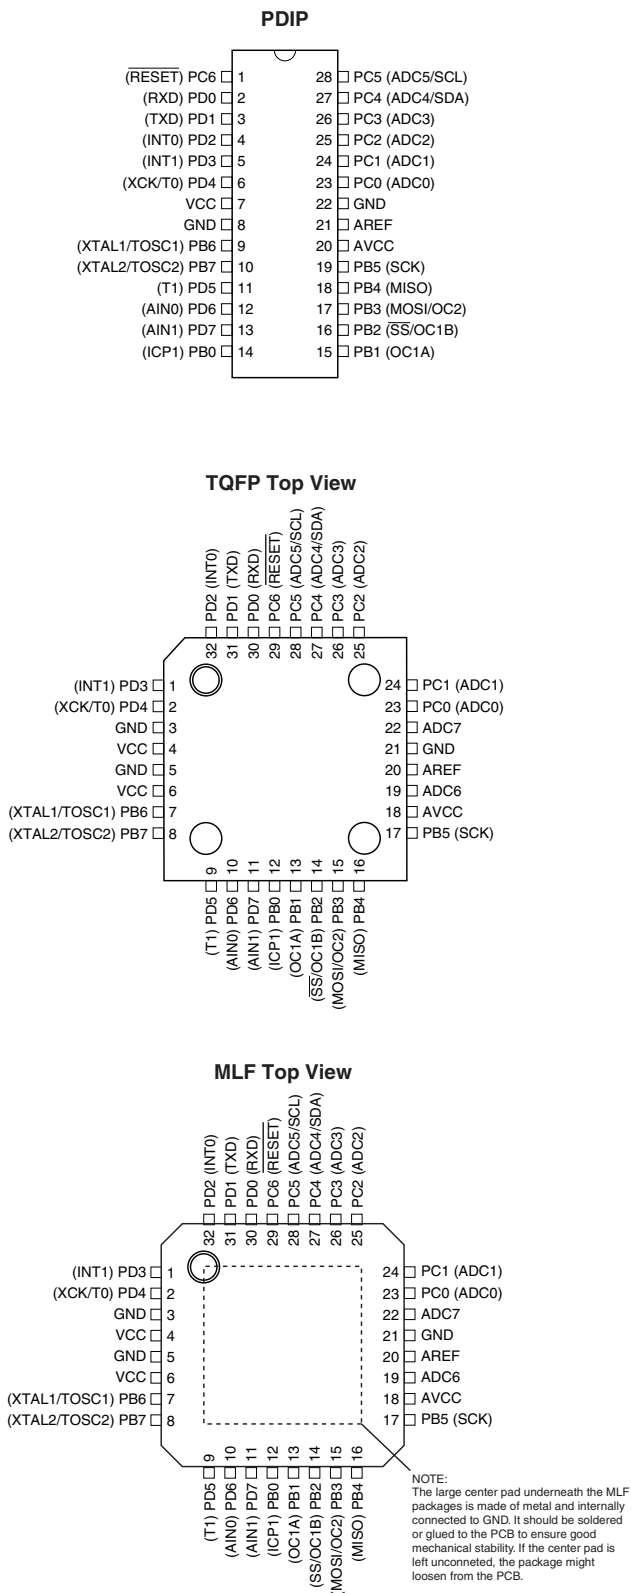 PDIP
(RESET) PC6 1 28 PC5 (ADC5/SCL)
(RXD) PD0 2 27 PC4 (ADC4/SDA)
(TXD) PD1 3 26 PC3 (ADC3)
(INT0) PD2 4 25 PC2 (ADC2)
(INT1) PD3 5 24 PC1 (ADC1)
(XCK/T0) PD4 6 23 PC0 (ADC0)
VCC 7 22 GND
GND 8 21 AREF
(XTAL1/TOSC1) PB6 9 20 AVCC
(XTAL2/TOSC2) PB7 10 19 PB5 (SCK)
(T1) PD5 11 18 PB4 (MISO)
(AIN0) PD6 12 17 PB3 (MOSI/OC2)
(AIN1) PD7 13 16 PB2 (SS/OC1B)
(ICP1) PB0 14 15 PB1 (OC1A)
TQFP Top View
32 PD2 (INT0)
31 PD1 (TXD)
30 PD0 (RXD)
29 PC6 (RESET)
28 PC5 (ADC5/SCL)
27 PC4 (ADC4/SDA)
26 PC3 (ADC3)
25 PC2 (ADC2)
(INT1) PD3 1 24 PC1 (ADC1)
(XCK/T0) PD4 2 23 PC0 (ADC0)
GND 3 22 ADC7
VCC 4 21 GND
GND 5 20 AREF
VCC 6 19 ADC6
(XTAL1/TOSC1) PB6 7 18 AVCC
(XTAL2/TOSC2) PB7 8 17 PB5 (SCK)
(T1) PD5 9
(AIN0) PD6 10
(AIN1) PD7 11
(ICP1) PB0 12
(OC1A) PB1 13
(SS/OC1B) PB2 14
(MOSI/OC2) PB3 15
(MISO) PB4 16
MLF Top View
32 PD2 (INT0)
31 PD1 (TXD)
30 PD0 (RXD)
29 PC6 (RESET)
28 PC5 (ADC5/SCL)
27 PC4 (ADC4/SDA)
26 PC3 (ADC3)
25 PC2 (ADC2)
(INT1) PD3 1 24 PC1 (ADC1)
(XCK/T0) PD4 2 23 PC0 (ADC0)
GND 3 22 ADC7
VCC 4 21 GND
GND 5 20 AREF
VCC 6 19 ADC6
(XTAL1/TOSC1) PB6 7 18 AVCC
(XTAL2/TOSC2) PB7 8 17 PB5 (SCK)
(T1) PD5 9
(AIN0) PD6 10
(AIN1) PD7 11
(ICP1) PB0 12
(OC1A) PB1 13
(SS/OC1B) PB2 14
(MOSI/OC2) PB3 15
(MISO) PB4 16
NOTE:
The large center pad underneath the MLF
packages is made of metal and internally
connected to GND. It should be soldered
or glued to the PCB to ensure good
mechanical stability. If the center pad is
left unconneted, the package might
loosen from the PCB.